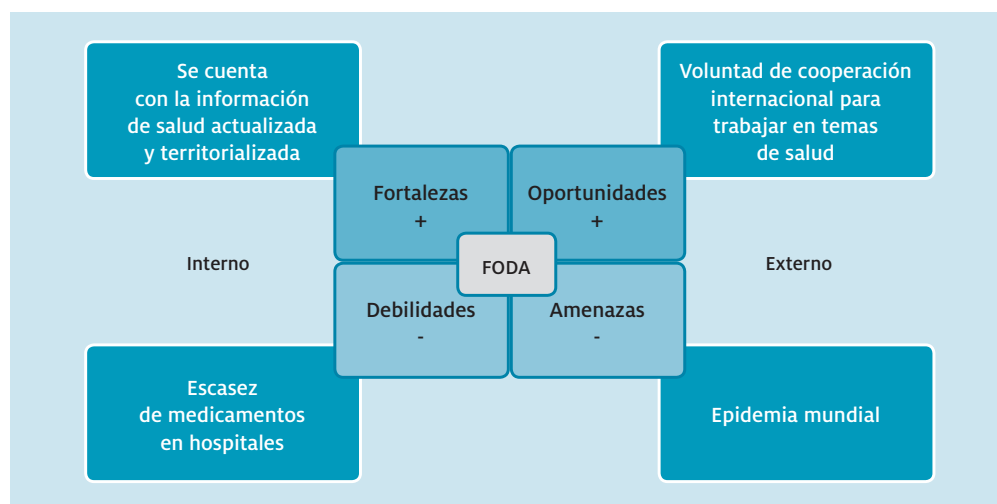 Se cuenta
con la información
de salud actualizada
y territorializada
Voluntad de cooperación
internacional para
trabajar en temas
de salud
Fortalezas
+
Oportunidades
+
Interno
FODA
Externo
Debilidades
-
Amenazas
-
Escasez
de medicamentos
en hospitales
Epidemia mundial